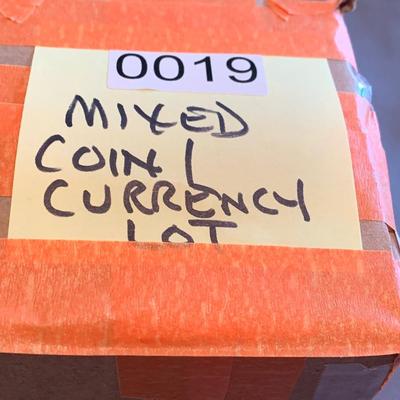 0019
MIXED
COIN /
CURRENCY
LOT